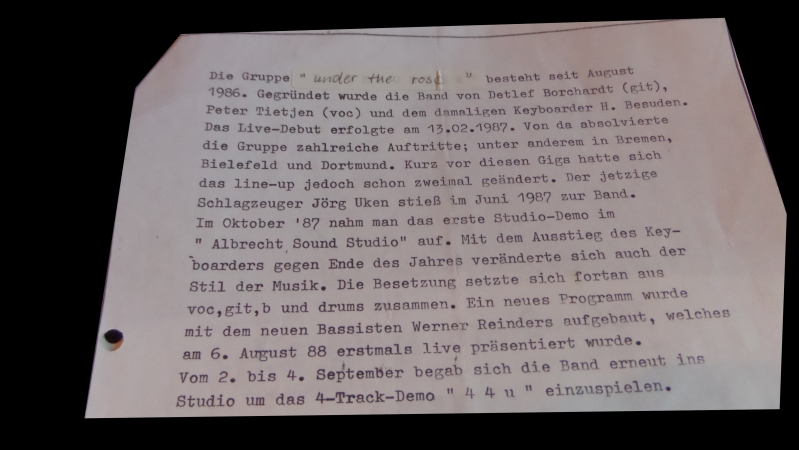 Die Gruppe " under the rose " besteht seit August
1986. Gegründet wurde die Band von Detlef Borchardt (git),
Peter Tietjen (voc) und dem damaligen Keyboarder H. Besuden.
Das Live-Debut erfolgte am 13.02.1987. Von da absolvierte
die Gruppe zahlreiche Auftritte; unter anderem in Bremen,
Bielefeld und Dortmund. Kurz vor diesen Gigs hatte sich
das line-up jedoch schon zweimal geändert. Der jetzige
Schlagzeuger Jörg Uken stieß im Juni 1987 zur Band.
Im Oktober '87 nahm man das erste Studio-Demo im
" Albrecht Sound Studio" auf. Mit dem Ausstieg des Key-
boarders gegen Ende des Jahres veränderte sich auch der
Stil der Musik. Die Besetzung setzte sich fortan aus
voc,git,b und drums zusammen. Ein neues Programm wurde
mit dem neuen Bassisten Werner Reinders aufgebaut, welches
am 6. August 88 erstmals live präsentiert wurde.
Vom 2. bis 4. September begab sich die Band erneut ins
Studio um das 4-Track-Demo " 4 4 u " einzuspielen.